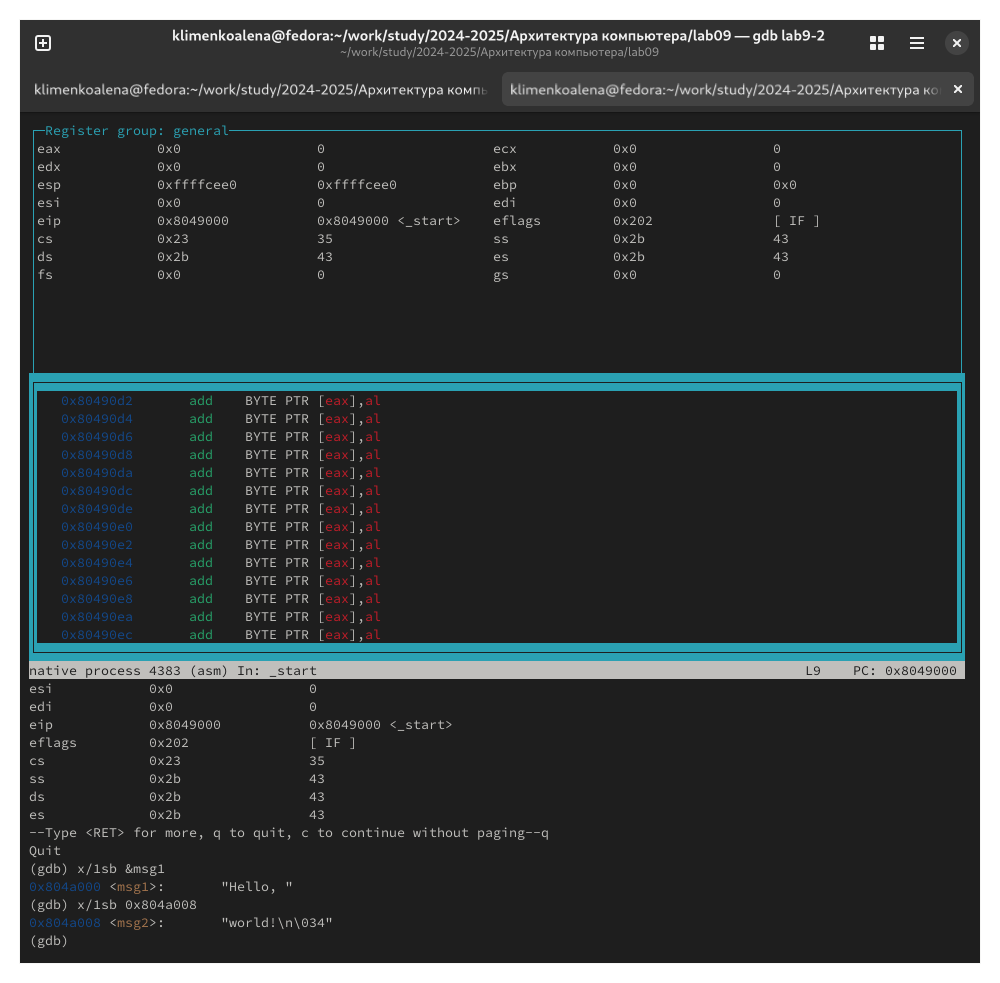 klimenkoalena@fedora:~/work/study/2024-2025/Архитектура компьютера/lab09 — gdb lab9-2
~/work/study/2024-2025/Архитектура компьютера/lab09
klimenkoalena@fedora:~/work/study/2024-2025/Архитектура компь klimenkoalena@fedora:~/work/study/2024-2025/Архитектура ко
Register group: general
eax 0x0 0 ecx 0x0 0
edx 0x0 0 ebx 0x0 0
esp 0xffffcee0 0xffffcee0 ebp 0x0 0x0
esi 0x0 0 edi 0x0 0
eip 0x8049000 0x8049000 <_start> eflags 0x202 [ IF ]
cs 0x23 35 ss 0x2b 43
ds 0x2b 43 es 0x2b 43
fs 0x0 0 gs 0x0 0
0x80490d2 add BYTE PTR [eax],al
0x80490d4 add BYTE PTR [eax],al
0x80490d6 add BYTE PTR [eax],al
0x80490d8 add BYTE PTR [eax],al
0x80490da add BYTE PTR [eax],al
0x80490dc add BYTE PTR [eax],al
0x80490de add BYTE PTR [eax],al
0x80490e0 add BYTE PTR [eax],al
0x80490e2 add BYTE PTR [eax],al
0x80490e4 add BYTE PTR [eax],al
0x80490e6 add BYTE PTR [eax],al
0x80490e8 add BYTE PTR [eax],al
0x80490ea add BYTE PTR [eax],al
0x80490ec add BYTE PTR [eax],al
native process 4383 (asm) In: _start L9 PC: 0x8049000
esi 0x0 0
edi 0x0 0
eip 0x8049000 0x8049000 <_start>
eflags 0x202 [ IF ]
cs 0x23 35
ss 0x2b 43
ds 0x2b 43
es 0x2b 43
--Type <RET> for more, q to quit, c to continue without paging--q
Quit
(gdb) x/1sb &msg1
0x804a000 <msg1>: "Hello, "
(gdb) x/1sb 0x804a008
0x804a008 <msg2>: "world!\n\034"
(gdb)